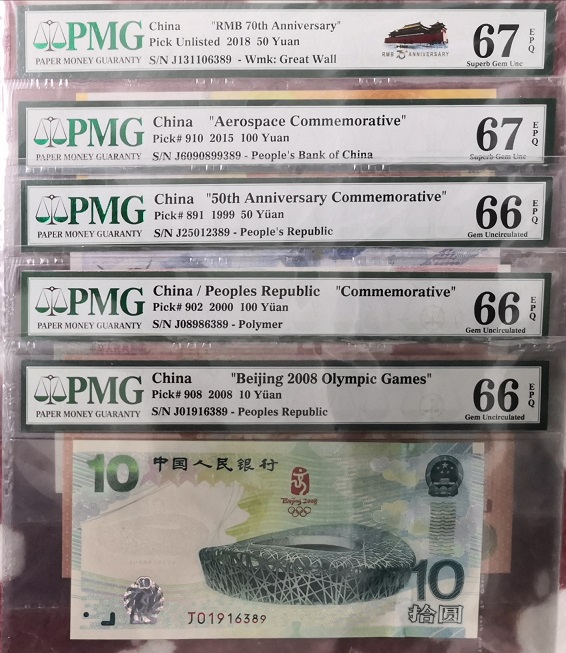 PMG
PAPER MONEY GUARANTY
China "RMB 70th Anniversary"
Pick Unlisted 2018 50 Yuan
S/N J131106389 - Wmk: Great Wall
RMB 70 ANNIVERSARY
67 EPQ
Superb Gem Unc
PMG
PAPER MONEY GUARANTY
China "Aerospace Commemorative"
Pick# 910 2015 100 Yuan
S/N J6090899389 - People's Bank of China
67 EPQ
Superb Gem Unc
PMG
PAPER MONEY GUARANTY
China "50th Anniversary Commemorative"
Pick# 891 1999 50 Yüan
S/N J25012389 - People's Republic
66 EPQ
Gem Uncirculated
PMG
PAPER MONEY GUARANTY
China / Peoples Republic "Commemorative"
Pick# 902 2000 100 Yüan
S/N J08986389 - Polymer
66 EPQ
Gem Uncirculated
PMG
PAPER MONEY GUARANTY
China "Beijing 2008 Olympic Games"
Pick# 908 2008 10 Yüan
S/N J01916389 - Peoples Republic
66 EPQ
Gem Uncirculated
10 中国人民银行
Beijing 2008
10
拾圆
J01916389